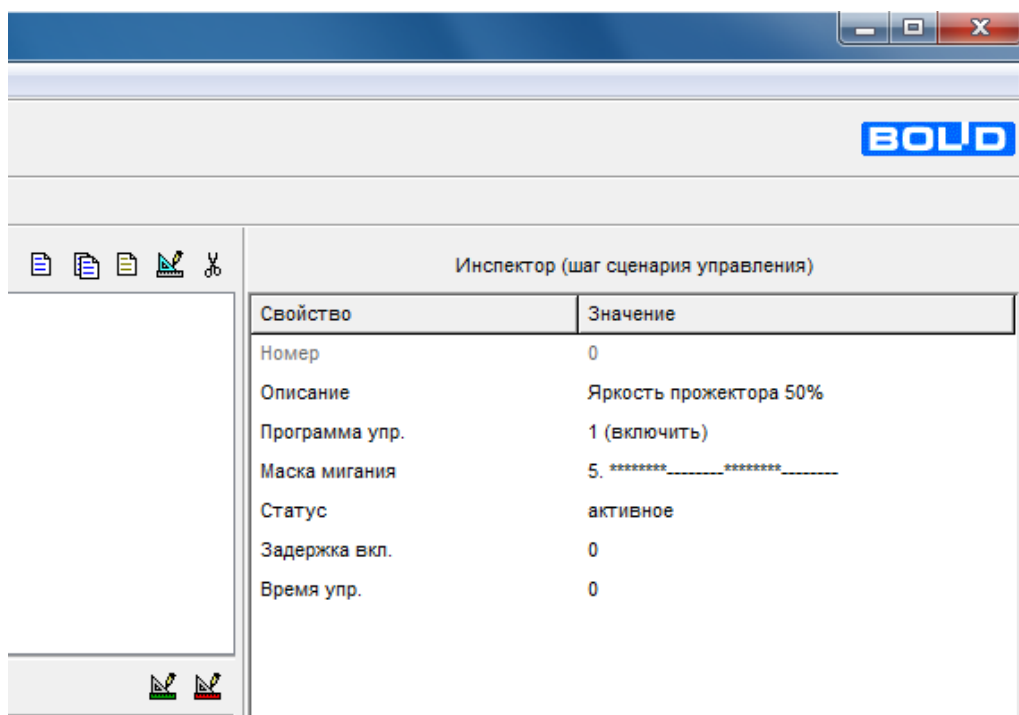 BOLID
Инспектор (шаг сценария управления)
Свойство Значение
Номер 0
Описание Яркость прожектора 50%
Программа упр. 1 (включить)
Маска мигания 5. ********--------********--------
Статус активное
Задержка вкл. 0
Время упр. 0